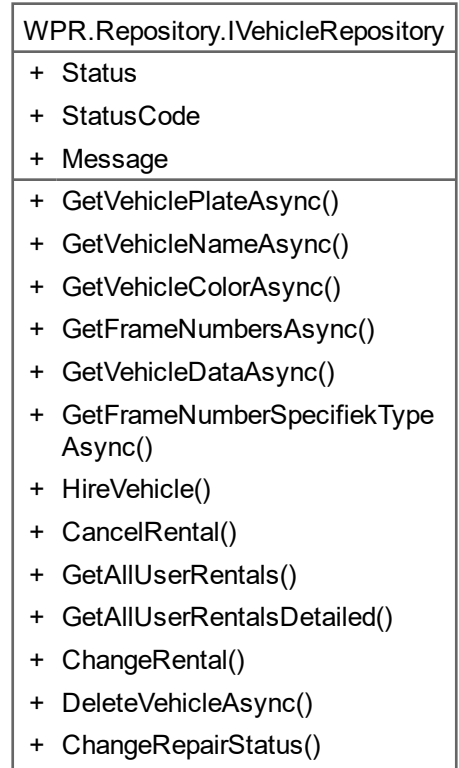 WPR.Repository.IVehicleRepository
+ Status
+ StatusCode
+ Message
+ GetVehiclePlateAsync()
+ GetVehicleNameAsync()
+ GetVehicleColorAsync()
+ GetFrameNumbersAsync()
+ GetVehicleDataAsync()
+ GetFrameNumberSpecifiekType
Async()
+ HireVehicle()
+ CancelRental()
+ GetAllUserRentals()
+ GetAllUserRentalsDetailed()
+ ChangeRental()
+ DeleteVehicleAsync()
+ ChangeRepairStatus()